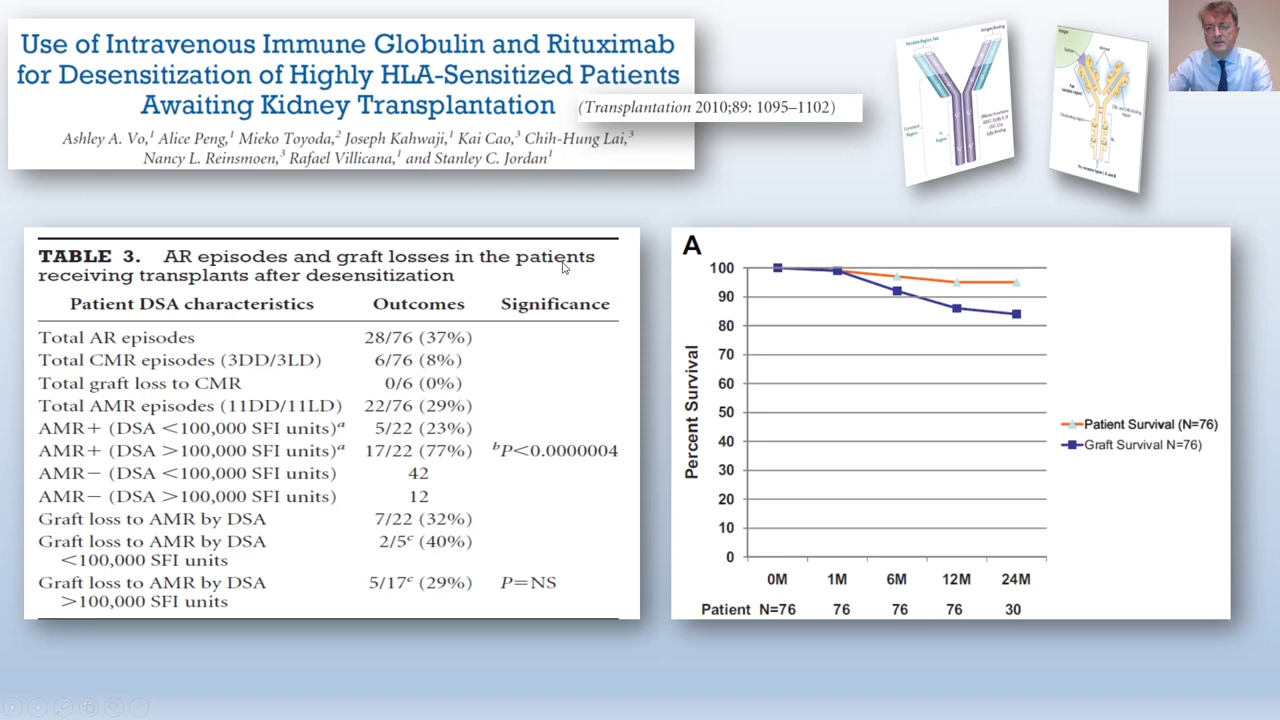 Use of Intravenous Immune Globulin and Rituximab
for Desensitization of Highly HLA-Sensitized Patients
Awaiting Kidney Transplantation
(Transplantation 2010;89: 1095–1102)
Ashley A. Vo,1 Alice Peng,1 Mieko Toyoda,2 Joseph Kahwaji,1 Kai Cao,3 Chih-Hung Lai,3
Nancy L. Reinsmoen,3 Rafael Villicana,1 and Stanley C. Jordan1
TABLE 3. AR episodes and graft losses in the patients
receiving transplants after desensitization
Patient DSA characteristics Outcomes Significance
Total AR episodes 28/76 (37%)
Total CMR episodes (3DD/3LD) 6/76 (8%)
Total graft loss to CMR 0/6 (0%)
Total AMR episodes (11DD/11LD) 22/76 (29%)
AMR+ (DSA <100,000 SFI units)a 5/22 (23%)
AMR+ (DSA >100,000 SFI units)a 17/22 (77%) bP<0.0000004
AMR− (DSA <100,000 SFI units) 42
AMR− (DSA >100,000 SFI units) 12
Graft loss to AMR by DSA 7/22 (32%)
Graft loss to AMR by DSA 2/5c (40%)
<100,000 SFI units
Graft loss to AMR by DSA 5/17c (29%) P=NS
>100,000 SFI units
A
100
90
80
70
60
50
40
30
20
10
0
Percent Survival
0M 1M 6M 12M 24M
Patient N=76 76 76 76 30
Patient Survival (N=76)
Graft Survival N=76)